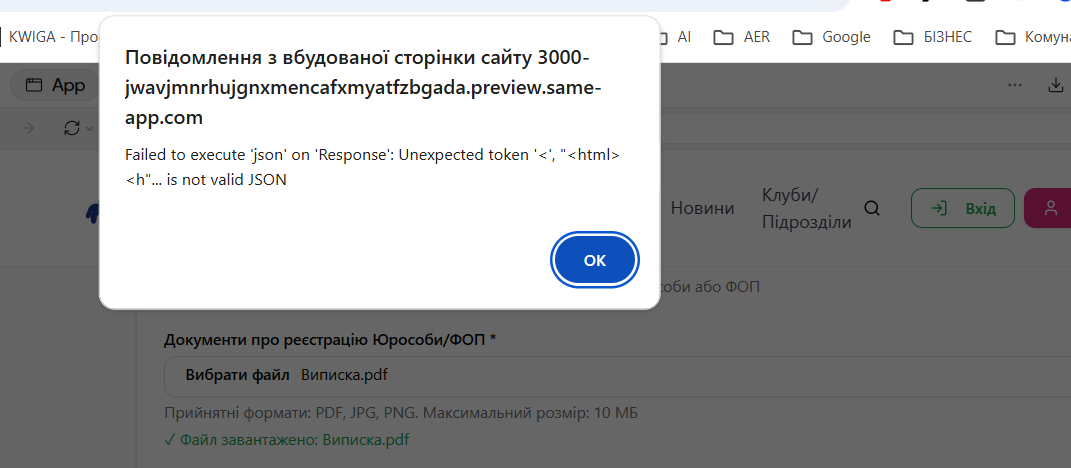 KWIGA - Про
AI
AER
Google
БІЗНЕС
Комуна
App
Повідомлення з вбудованої сторінки сайту 3000-
jwavjmnrhujgnxmencafxmyatfzbgada.preview.same-
app.com
Failed to execute 'json' on 'Response': Unexpected token '<', "<html>
<h"... is not valid JSON
OK
Новини
Клуби/
Підрозділи
Вхід
соби або ФОП
Документи про реєстрацію Юрособи/ФОП *
Вибрати файл Виписка.pdf
Прийнятні формати: PDF, JPG, PNG. Максимальний розмір: 10 МБ
✓ Файл завантажено: Виписка.pdf